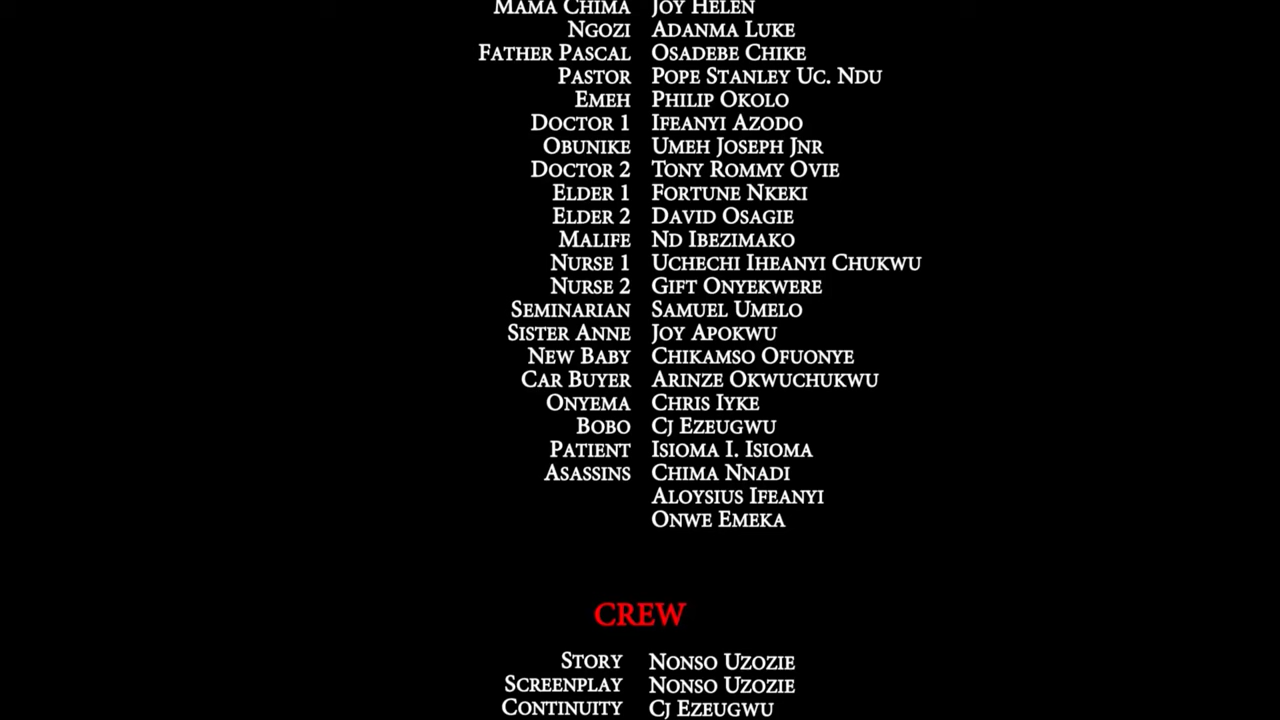 MAMA CHIMA JOY HELEN
NGOZI ADANMA LUKE
FATHER PASCAL OSADEBE CHIKE
PASTOR POPE STANLEY UC. NDU
EMEH PHILIP OKOLO
DOCTOR 1 IFEANYI AZODO
OBUNIKE UMEH JOSEPH JNR
DOCTOR 2 TONY ROMMY OVIE
ELDER 1 FORTUNE NKEKI
ELDER 2 DAVID OSAGIE
MALIFE ND IBEZIMAKO
NURSE 1 UCHECHI IHEANYI CHUKWU
NURSE 2 GIFT ONYEKWERE
SEMINARIAN SAMUEL UMELO
SISTER ANNE JOY APOKWU
NEW BABY CHIKAMSO OFUONYE
CAR BUYER ARINZE OKWUCHUKWU
ONYEMA CHRIS IYKE
BOBO CJ EZEUGWU
PATIENT ISIOMA I. ISIOMA
ASASSINS CHIMA NNADI
ALOYSIUS IFEANYI
ONWE EMEKA
CREW
STORY NONSO UZOZIE
SCREENPLAY NONSO UZOZIE
CONTINUITY CJ EZEUGWU